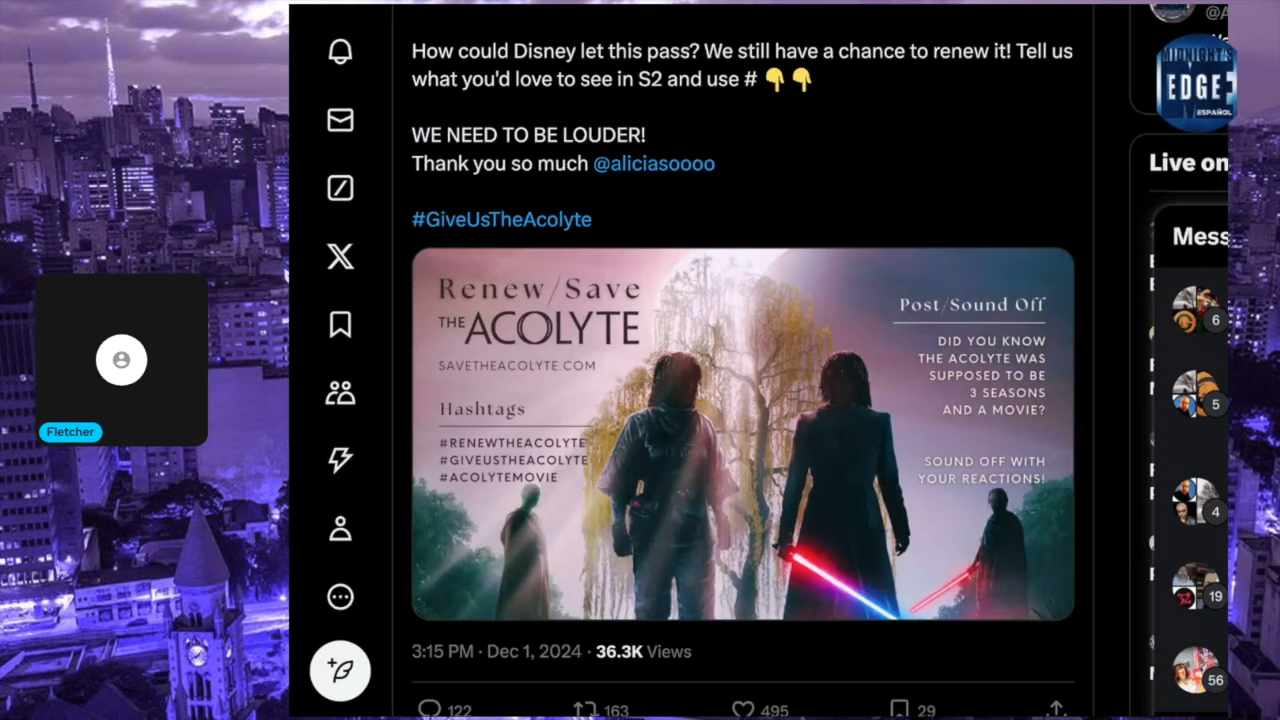 How could Disney let this pass? We still have a chance to renew it! Tell us
what you'd love to see in S2 and use # 👇 👇
WE NEED TO BE LOUDER!
Thank you so much @aliciasoooo
#GiveUsTheAcolyte
Renew/Save
THE ACOLYTE
SAVETHEACOLYTE.COM
Hashtags
#RENEWTHEACOLYTE
#GIVEUSTHEACOLYTE
#ACOLYTEMOVIE
Post/Sound Off
DID YOU KNOW
THE ACOLYTE WAS
SUPPOSED TO BE
3 SEASONS
AND A MOVIE?
SOUND OFF WITH
YOUR REACTIONS!
3:15 PM · Dec 1, 2024 · 36.3K Views
122 163 495 29
Fletcher
@A
MIDNIGHT'S
EDGE
ESPAÑOL
Live on
Mess
6
5
4
19
56